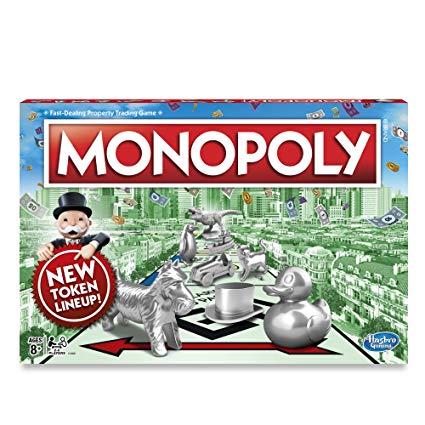 Fast-Dealing Property Trading Game
MONOPOLY
NEW
TOKEN
LINEUP!
AGES
8+
Hasbro
Gaming